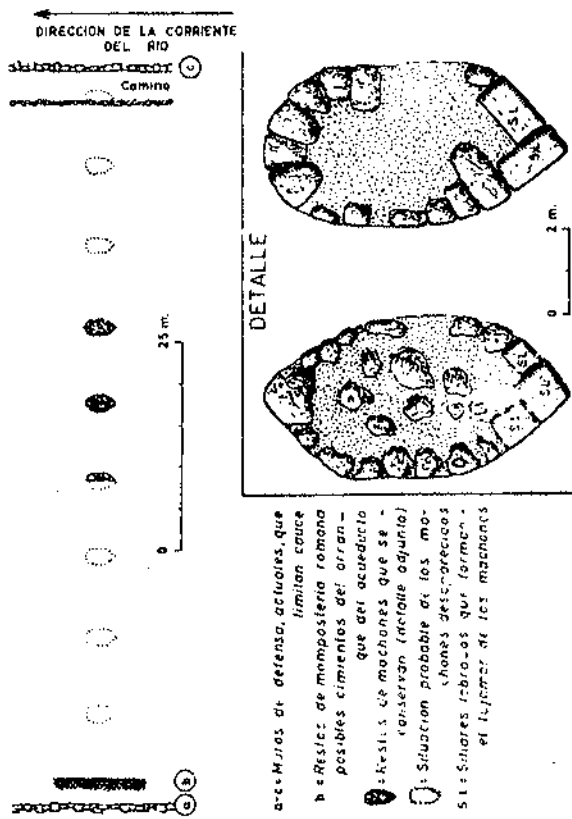 DIRECCION DE LA CORRIENTE
DEL RIO
c
Camino
25 m.
0
b
a
DETALLE
S L
S L
2 m.
0
S L
S L
S L
a-c = Muros de defensa, actuales, que
limitan cauce
b = Restos de mamposteria romana
posibles cimientos del arran-
que del acueducto
= Restos de machones que se
conservan (detalle adjunto)
= Situacion probable de los ma-
chones desaparecidos
S L = Sillares labrados que forman
el tajamar de los machones